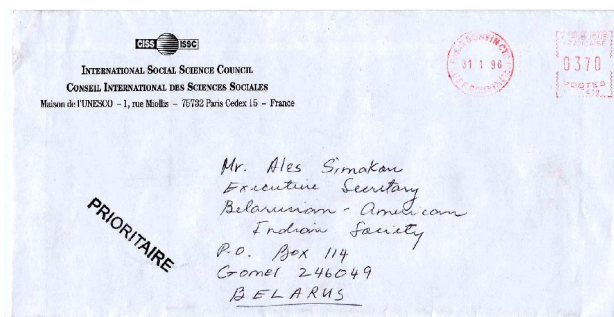 CISS ISSC
INTERNATIONAL SOCIAL SCIENCE COUNCIL
CONSEIL INTERNATIONAL DES SCIENCES SOCIALES
Maison de l'UNESCO – 1, rue Miollis – 75732 Paris Cedex 15 – France
31 1 96
0370
POSTES
PRIORITAIRE
Mr. Ales Simakou
Executive Secretary
Belarusian - American
Indian Society
P.O. Box 114
Gomel 246049
BELARUS